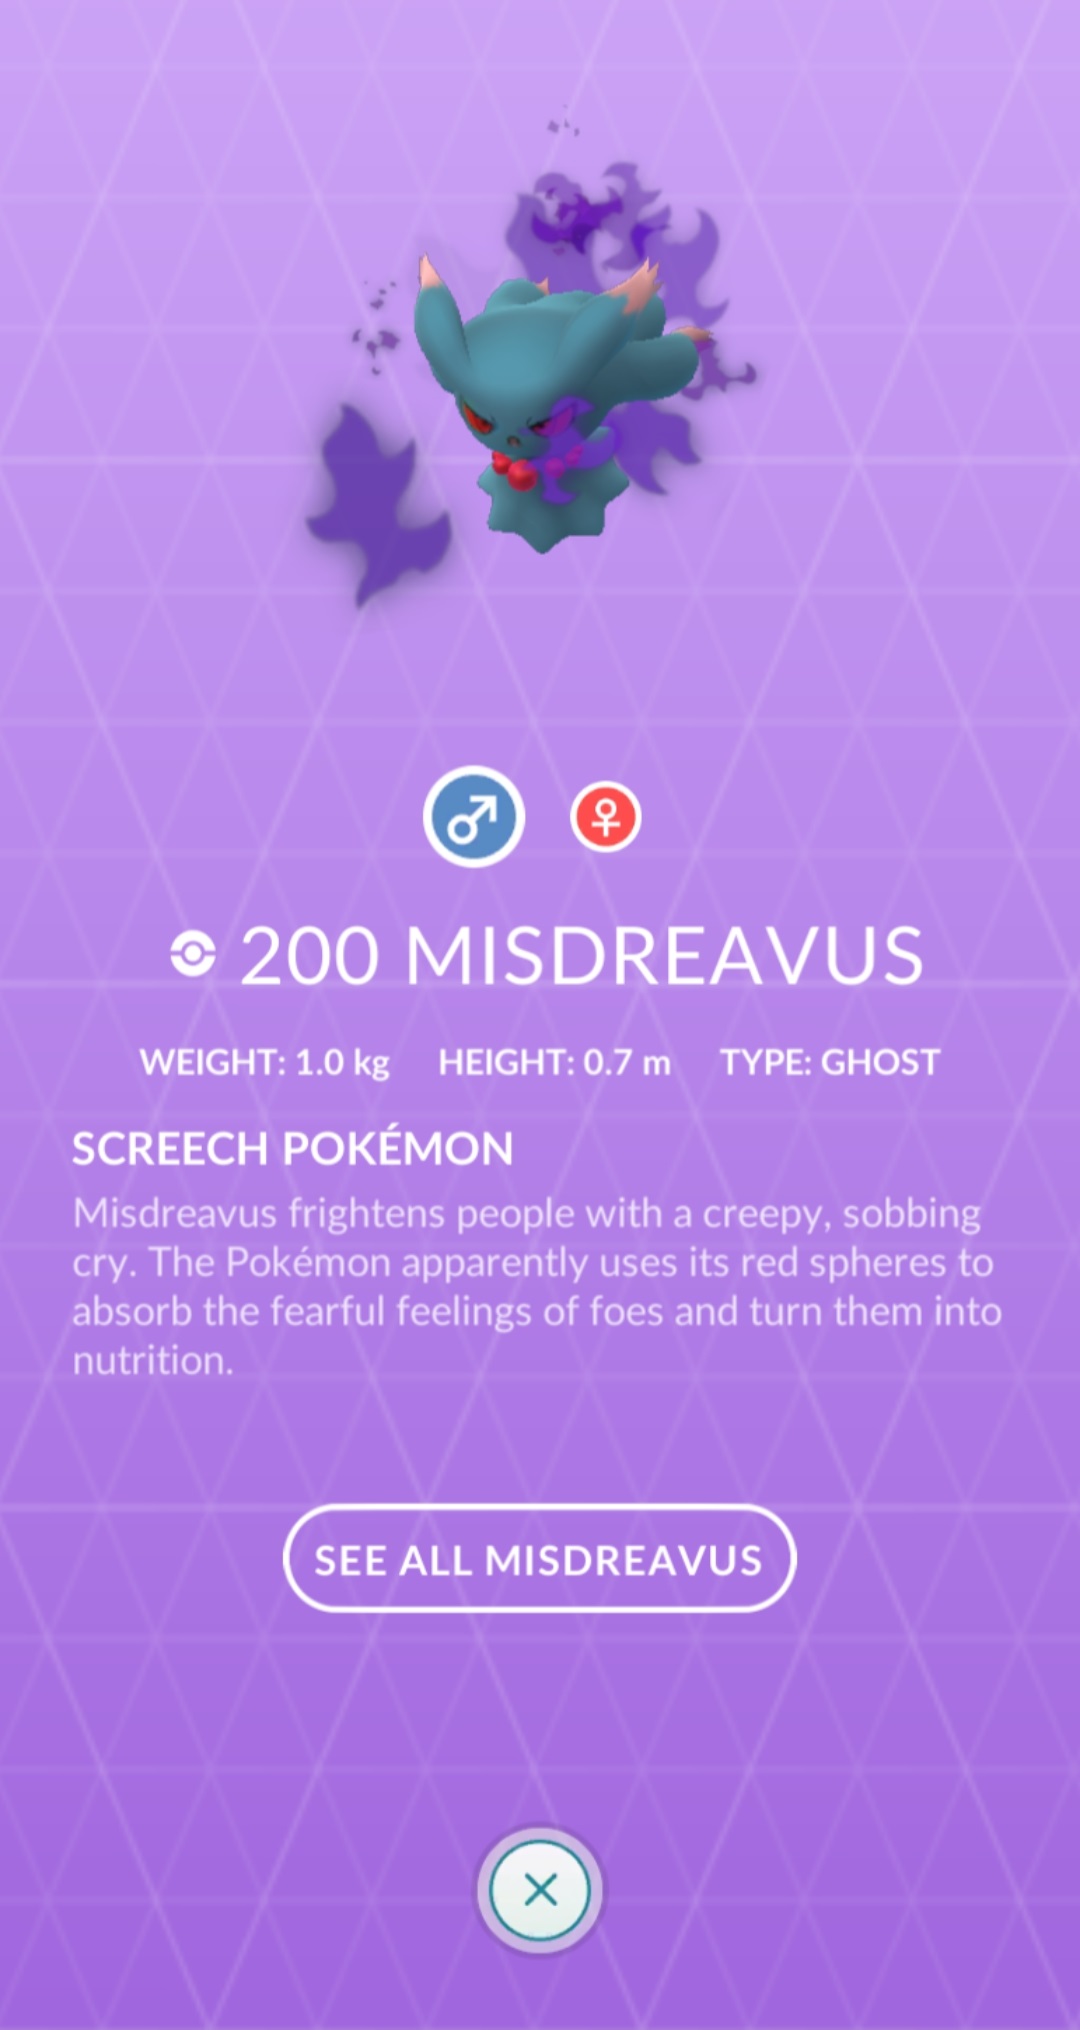 200 MISDREAVUS
WEIGHT: 1.0 kg HEIGHT: 0.7 m TYPE: GHOST
SCREECH POKÉMON
Misdreavus frightens people with a creepy, sobbing
cry. The Pokémon apparently uses its red spheres to
absorb the fearful feelings of foes and turn them into
nutrition.
SEE ALL MISDREAVUS